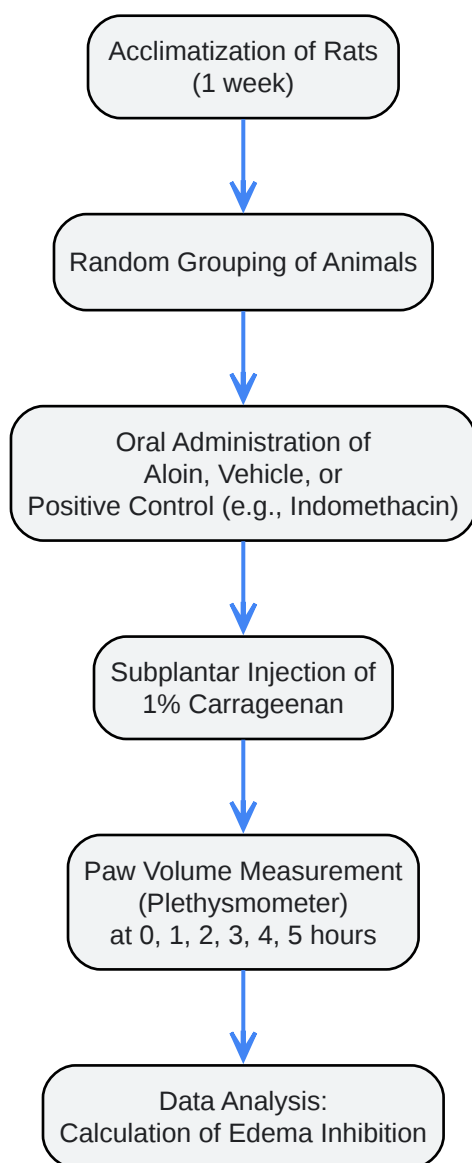 Acclimatization of Rats
(1 week)
Random Grouping of Animals
Oral Administration of
Aloin, Vehicle, or
Positive Control (e.g., Indomethacin)
Subplantar Injection of
1% Carrageenan
Paw Volume Measurement
(Plethysmometer)
at 0, 1, 2, 3, 4, 5 hours
Data Analysis:
Calculation of Edema Inhibition